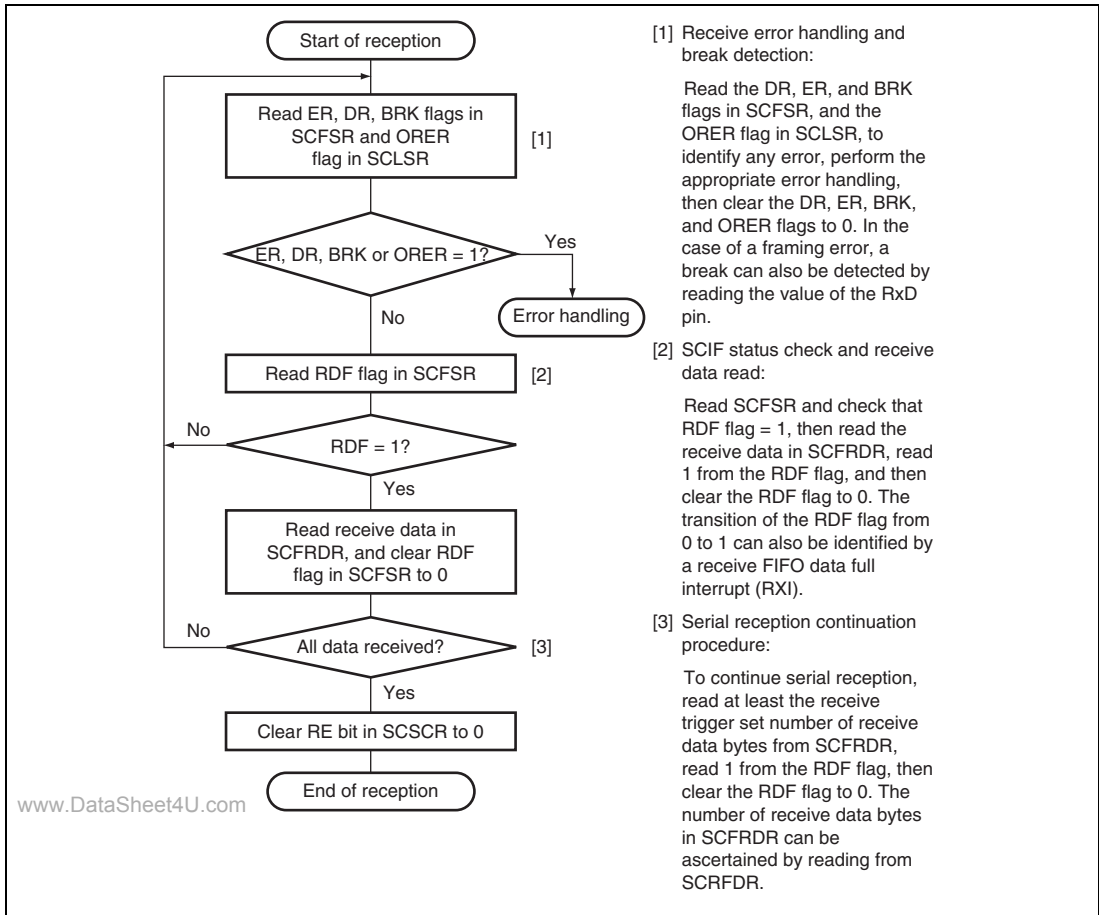 Start of reception
Read ER, DR, BRK flags in
SCFSR and ORER
flag in SCLSR
[1]
ER, DR, BRK or ORER = 1?
Yes
No
Error handling
Read RDF flag in SCFSR
[2]
No
RDF = 1?
Yes
Read receive data in
SCFRDR, and clear RDF
flag in SCFSR to 0
No
All data received?
[3]
Yes
Clear RE bit in SCSCR to 0
End of reception
www.DataSheet4U.com
[1] Receive error handling and
break detection:
Read the DR, ER, and BRK
flags in SCFSR, and the
ORER flag in SCLSR, to
identify any error, perform the
appropriate error handling,
then clear the DR, ER, BRK,
and ORER flags to 0. In the
case of a framing error, a
break can also be detected by
reading the value of the RxD
pin.
[2] SCIF status check and receive
data read:
Read SCFSR and check that
RDF flag = 1, then read the
receive data in SCFRDR, read
1 from the RDF flag, and then
clear the RDF flag to 0. The
transition of the RDF flag from
0 to 1 can also be identified by
a receive FIFO data full
interrupt (RXI).
[3] Serial reception continuation
procedure:
To continue serial reception,
read at least the receive
trigger set number of receive
data bytes from SCFRDR,
read 1 from the RDF flag, then
clear the RDF flag to 0. The
number of receive data bytes
in SCFRDR can be
ascertained by reading from
SCRFDR.